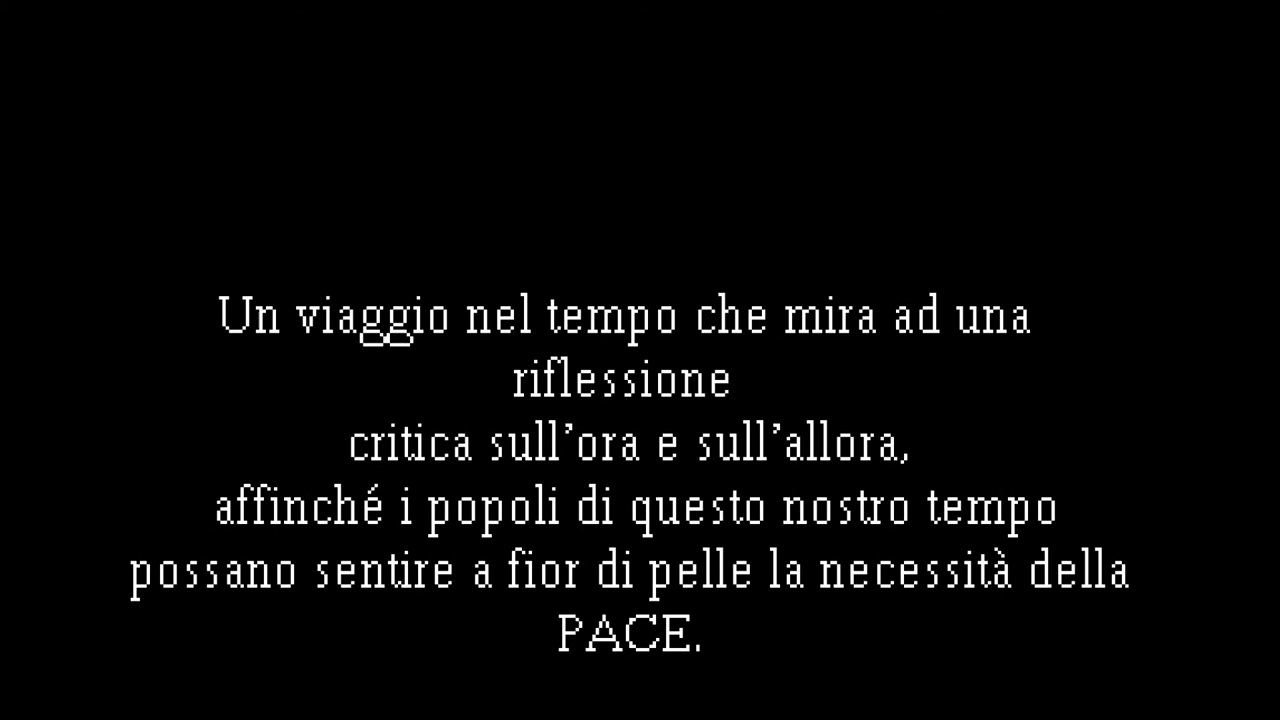 Un viaggio nel tempo che mira ad una
riflessione
critica sull'ora e sull'allora,
affinché i popoli di questo nostro tempo
possano sentire a fior di pelle la necessità della
PACE.